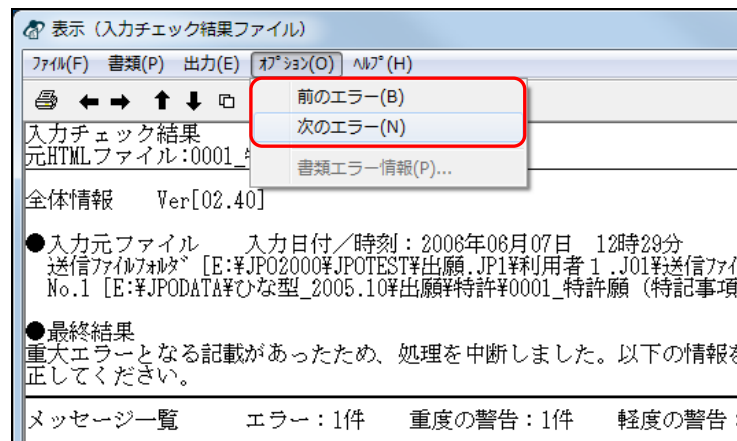 表示（入力チェック結果ファイル）
ﾌｧｲﾙ(F) 書類(P) 出力(E) ｵﾌﾟｼｮﾝ(O) ﾍﾙﾌﾟ(H)
前のエラー(B)
次のエラー(N)
書類エラー情報(P)...
入力チェック結果
元HTMLファイル:0001_
全体情報 Ver[02.40]
●入力元ファイル 入力日付／時刻：2006年06月07日 12時29分
送信ﾌｧｲﾙﾌｫﾙﾀﾞ [E:¥JPO2000¥JPOTEST¥出願.JP1¥利用者１.J01¥送信ﾌｧｲ
No.1 [E:¥JPODATA¥ひな型_2005.10¥出願¥特許¥0001_特許願（特記事項
●最終結果
重大エラーとなる記載があったため、処理を中断しました。以下の情報を
正してください。
メッセージ一覧 エラー：1件 重度の警告：1件 軽度の警告：